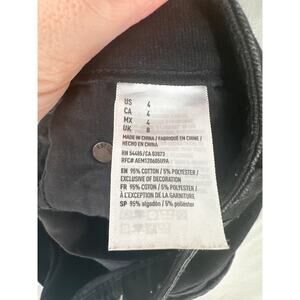 US 4
CA 4
MX 4
UK 8
MADE IN CHINA / FABRIQUÉ EN CHINE /
HECHO EN CHINA
RN 54485/CA 03073
RFC# AEMT20605U9A
EN 95% COTTON / 5% POLYESTER /
EXCLUSIVE OF DECORATION
FR 95% COTON / 5% POLYESTER /
À L'EXCEPTION DE LA GARNITURE
SP 95% algodón / 5% poliéster